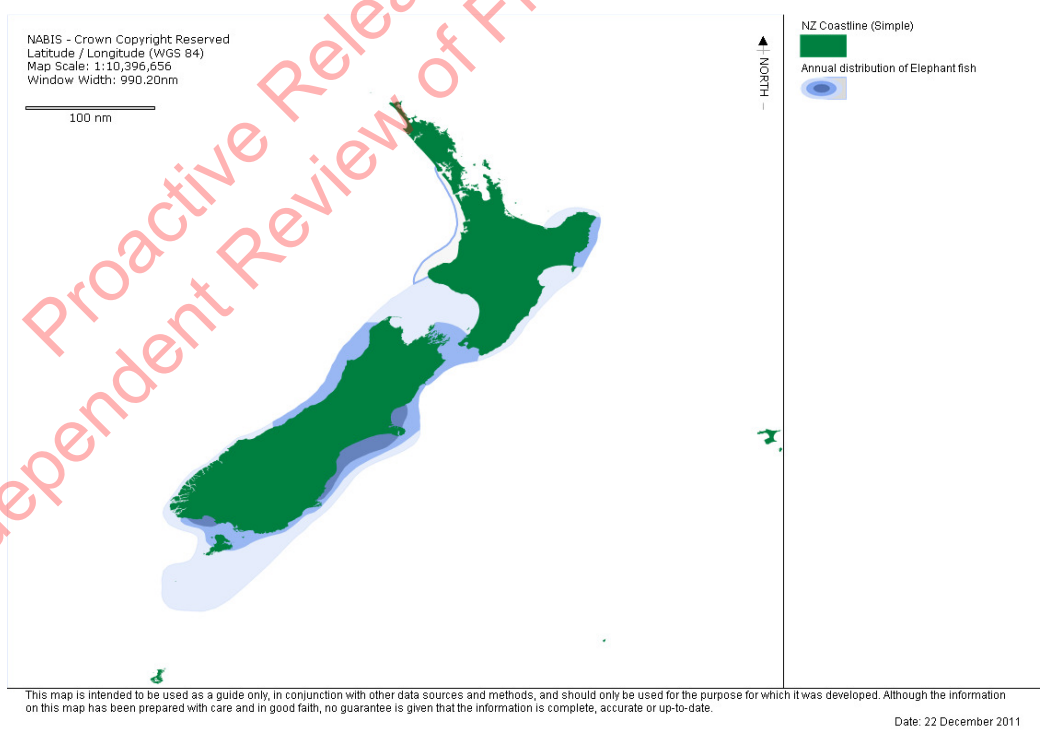 NABIS - Crown Copyright Reserved
Latitude / Longitude (WGS 84)
Map Scale: 1:10,396,656
Window Width: 990.20nm
100 nm
NORTH
NZ Coastline (Simple)
Annual distribution of Elephant fish
Proactive Relea
dependent Review of F
This map is intended to be used as a guide only, in conjunction with other data sources and methods, and should only be used for the purpose for which it was developed. Although the information
on this map has been prepared with care and in good faith, no guarantee is given that the information is complete, accurate or up-to-date.
Date: 22 December 2011